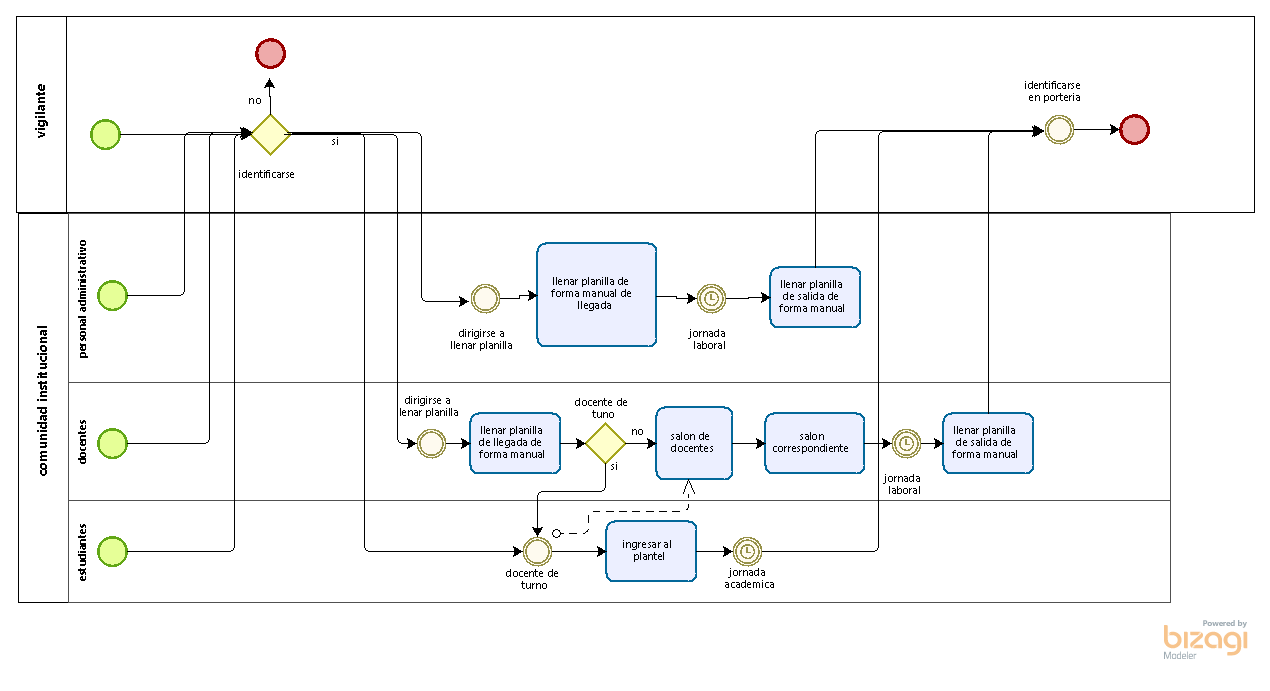 vigilante
no
si
identificarse
identificarse
en porteria
comunidad institucional
personal administrativo
dirigirse a
llenar planilla
llenar planilla de
forma manual de
llegada
jornada
laboral
llenar planilla
de salida de
forma manual
docentes
dirigirse a
llenar planilla
llenar planilla
de llegada de
forma manual
docente de
tuno
no
si
salon de
docentes
salon
correspondiente
jornada
laboral
llenar planilla
de salida de
forma manual
estudiantes
docente de
turno
ingresar al
plantel
jornada
academica
Powered by
bizagi
Modeler